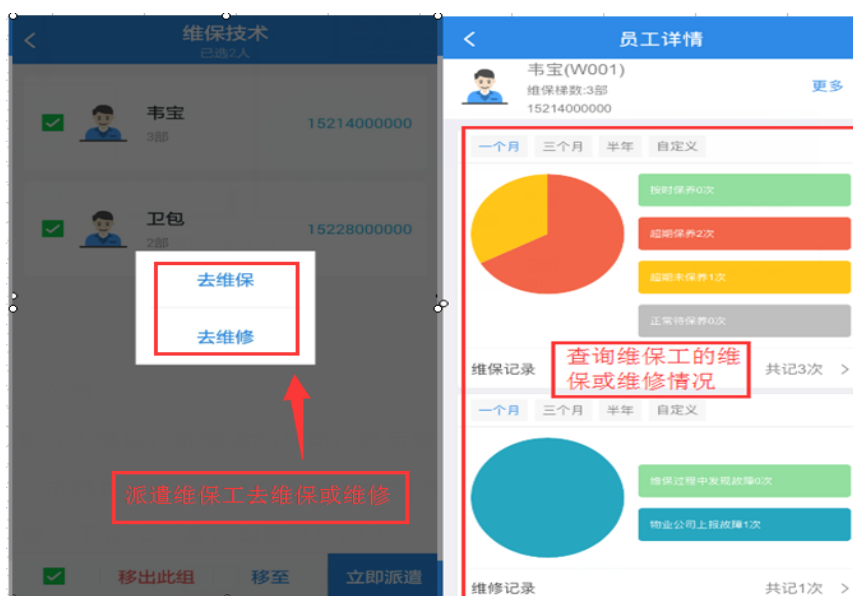 维保技术
已选2人
韦宝
3部
15214000000
卫包
2部
15228000000
去维保
去维修
派遣维保工去维保或维修
移出此组
移至
立即派遣
员工详情
韦宝(W001)
维保梯数:3部
15214000000
更多
一个月 三个月 半年 自定义
按时保养0次
超期保养2次
超期未保养1次
正常待保养0次
维保记录
查询维保工的维
保或维修情况
共记3次
一个月 三个月 半年 自定义
维保过程中发现故障0次
物业公司上报故障1次
维修记录
共记1次